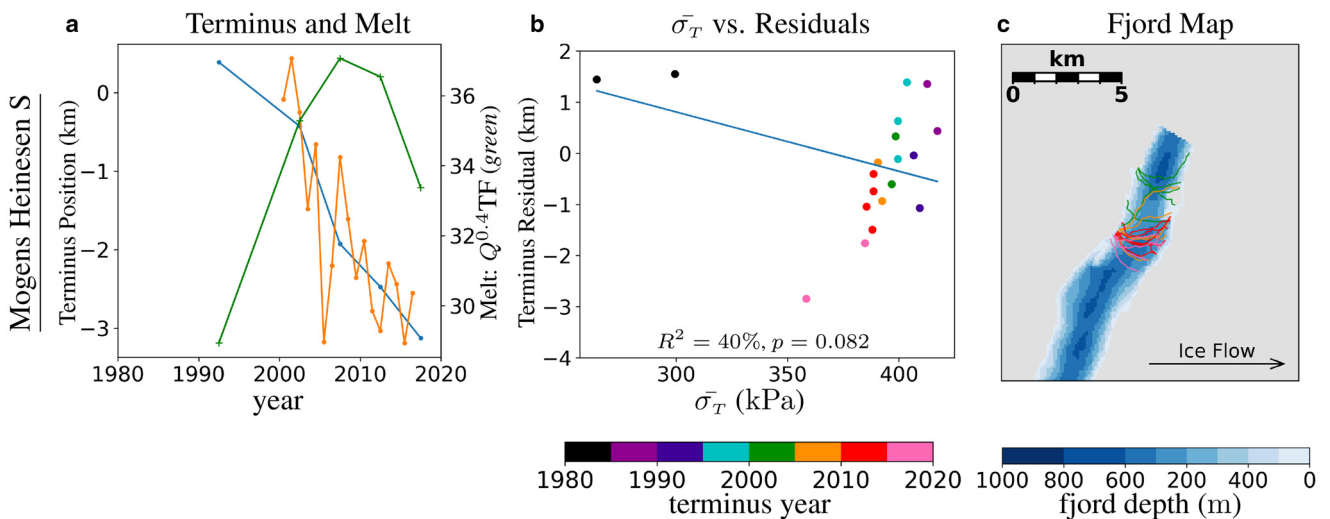 a Terminus and Melt
b σ_T̄ vs. Residuals
c Fjord Map
Mogens Heinesen S
Terminus Position (km)
0
−1
−2
−3
36
34
32
30
Melt: Q^0.4TF (green)
1980 1990 2000 2010 2020
year
Terminus Residual (km)
2
1
0
−1
−2
−3
−4
R² = 40%, p = 0.082
300 350 400
σ_T̄ (kPa)
1980 1990 2000 2010 2020
terminus year
km
0 5
Ice Flow
1000 800 600 200 400 0
fjord depth (m)